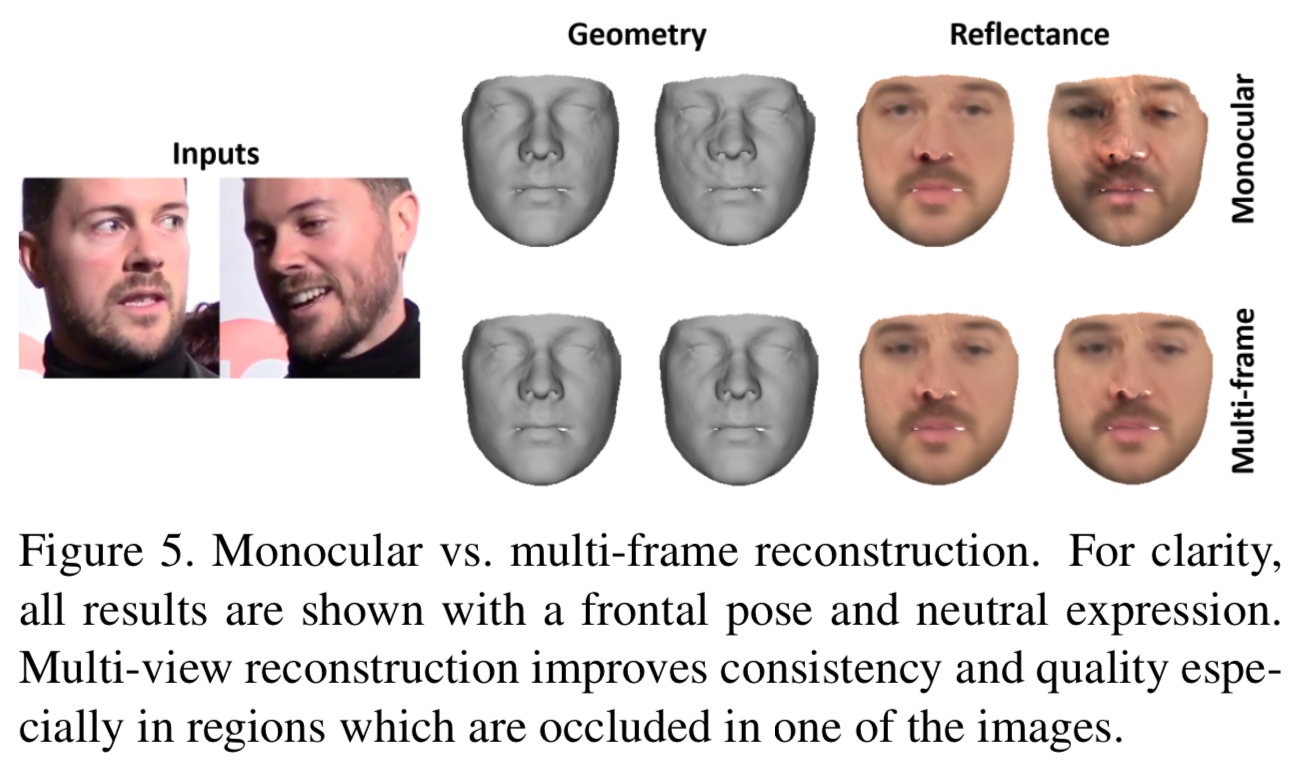 Geometry
Reflectance
Inputs
Monocular
Multi-frame
Figure 5. Monocular vs. multi-frame reconstruction. For clarity,
all results are shown with a frontal pose and neutral expression.
Multi-view reconstruction improves consistency and quality espe-
cially in regions which are occluded in one of the images.